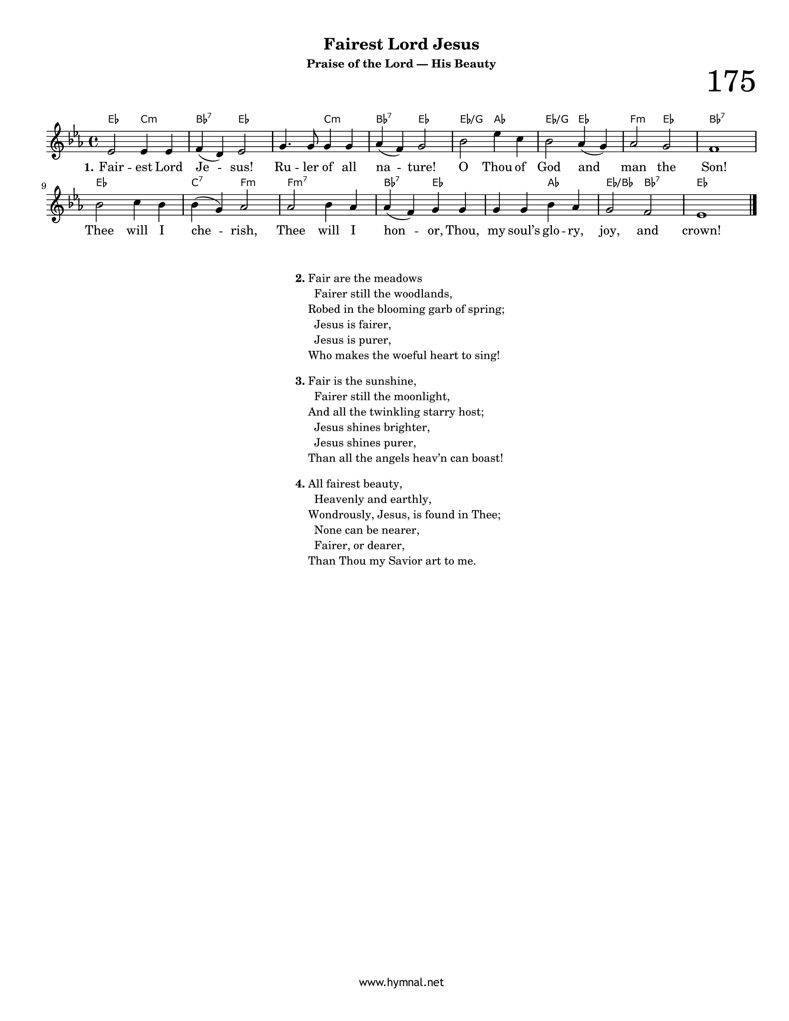 Fairest Lord Jesus
Praise of the Lord — His Beauty
175
E♭ Cm B♭7 E♭ Cm B♭7 E♭ E♭/G A♭ E♭/G E♭ Fm E♭ B♭7
1. Fair - est Lord Je - sus! Ru - ler of all na - ture! O Thou of God and man the Son!
9
E♭ C7 Fm Fm7 B♭7 E♭ A♭ E♭/B♭ B♭7 E♭
Thee will I che - rish, Thee will I hon - or, Thou, my soul's glo - ry, joy, and crown!
2. Fair are the meadows
Fairer still the woodlands,
Robed in the blooming garb of spring;
Jesus is fairer,
Jesus is purer,
Who makes the woeful heart to sing!
3. Fair is the sunshine,
Fairer still the moonlight,
And all the twinkling starry host;
Jesus shines brighter,
Jesus shines purer,
Than all the angels heav'n can boast!
4. All fairest beauty,
Heavenly and earthly,
Wondrously, Jesus, is found in Thee;
None can be nearer,
Fairer, or dearer,
Than Thou my Savior art to me.
www.hymnal.net